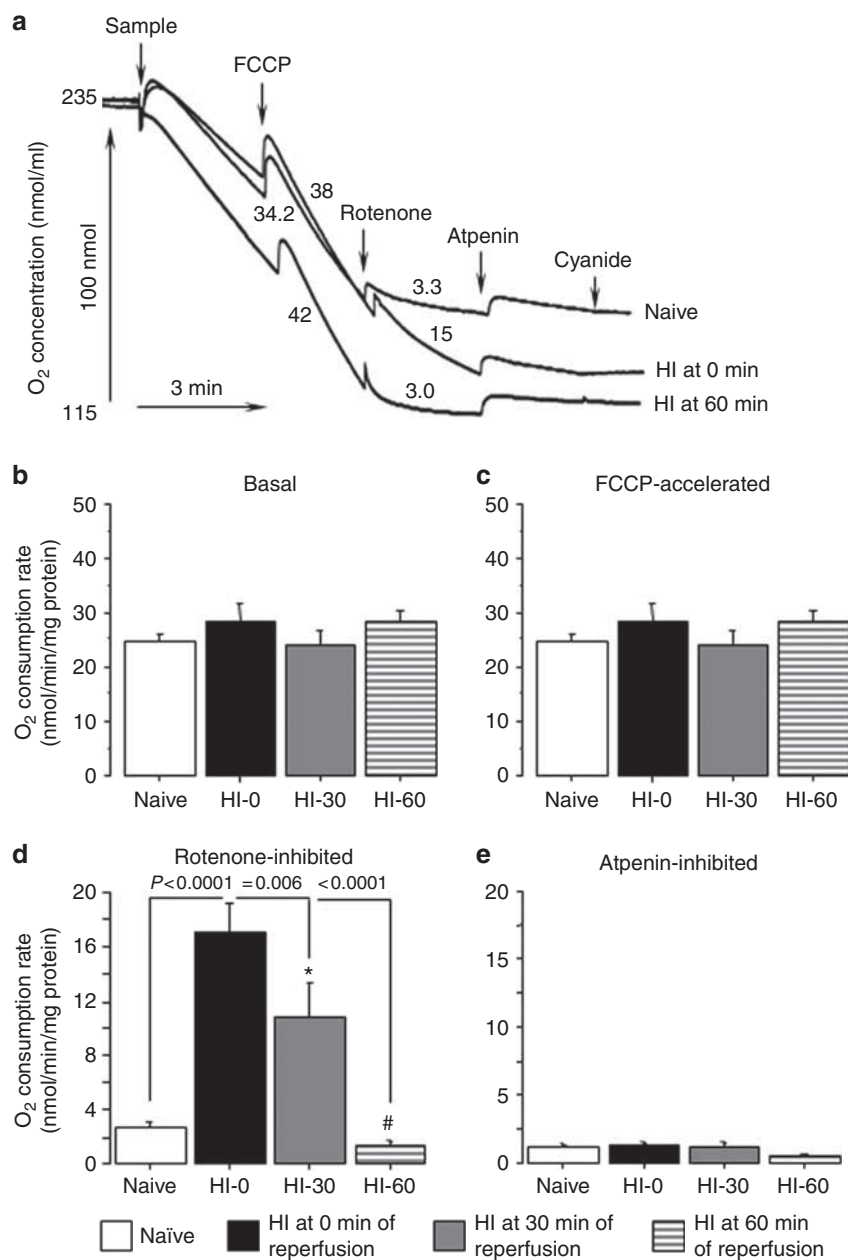 a
Sample
FCCP
235
38
34.2
Rotenone
Atpenin
Cyanide
3.3
Naive
15
42
HI at 0 min
3.0
HI at 60 min
3 min
115
O2 concentration (nmol/ml)
100 nmol
b
Basal
50
40
30
20
10
0
O2 consumption rate
(nmol/min/mg protein)
Naive HI-0 HI-30 HI-60
c
FCCP-accelerated
50
40
30
20
10
0
Naive HI-0 HI-30 HI-60
d
Rotenone-inhibited
P<0.0001 =0.006 <0.0001
20
16
12
8
4
0
*
#
O2 consumption rate
(nmol/min/mg protein)
Naive HI-0 HI-30 HI-60
e
Atpenin-inhibited
20
15
10
5
0
Naive HI-0 HI-30 HI-60
Naïve
HI at 0 min of
reperfusion
HI at 30 min of
reperfusion
HI at 60 min
of reperfusion